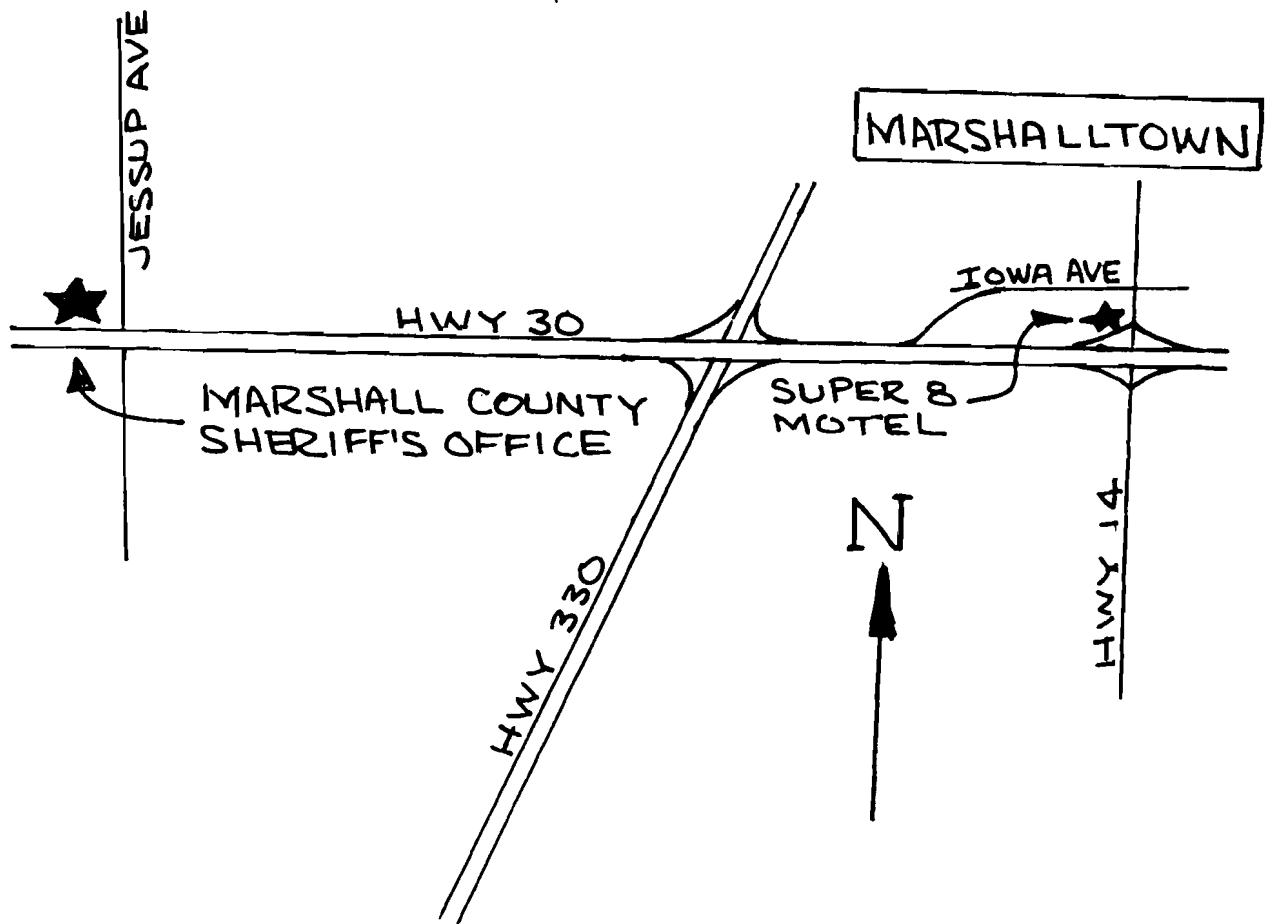 JESSUP AVE
MARSHALLTOWN
IOWA AVE
HWY 30
MARSHALL COUNTY
SHERIFF'S OFFICE
SUPER 8
MOTEL
N
HWY 14
HWY 330